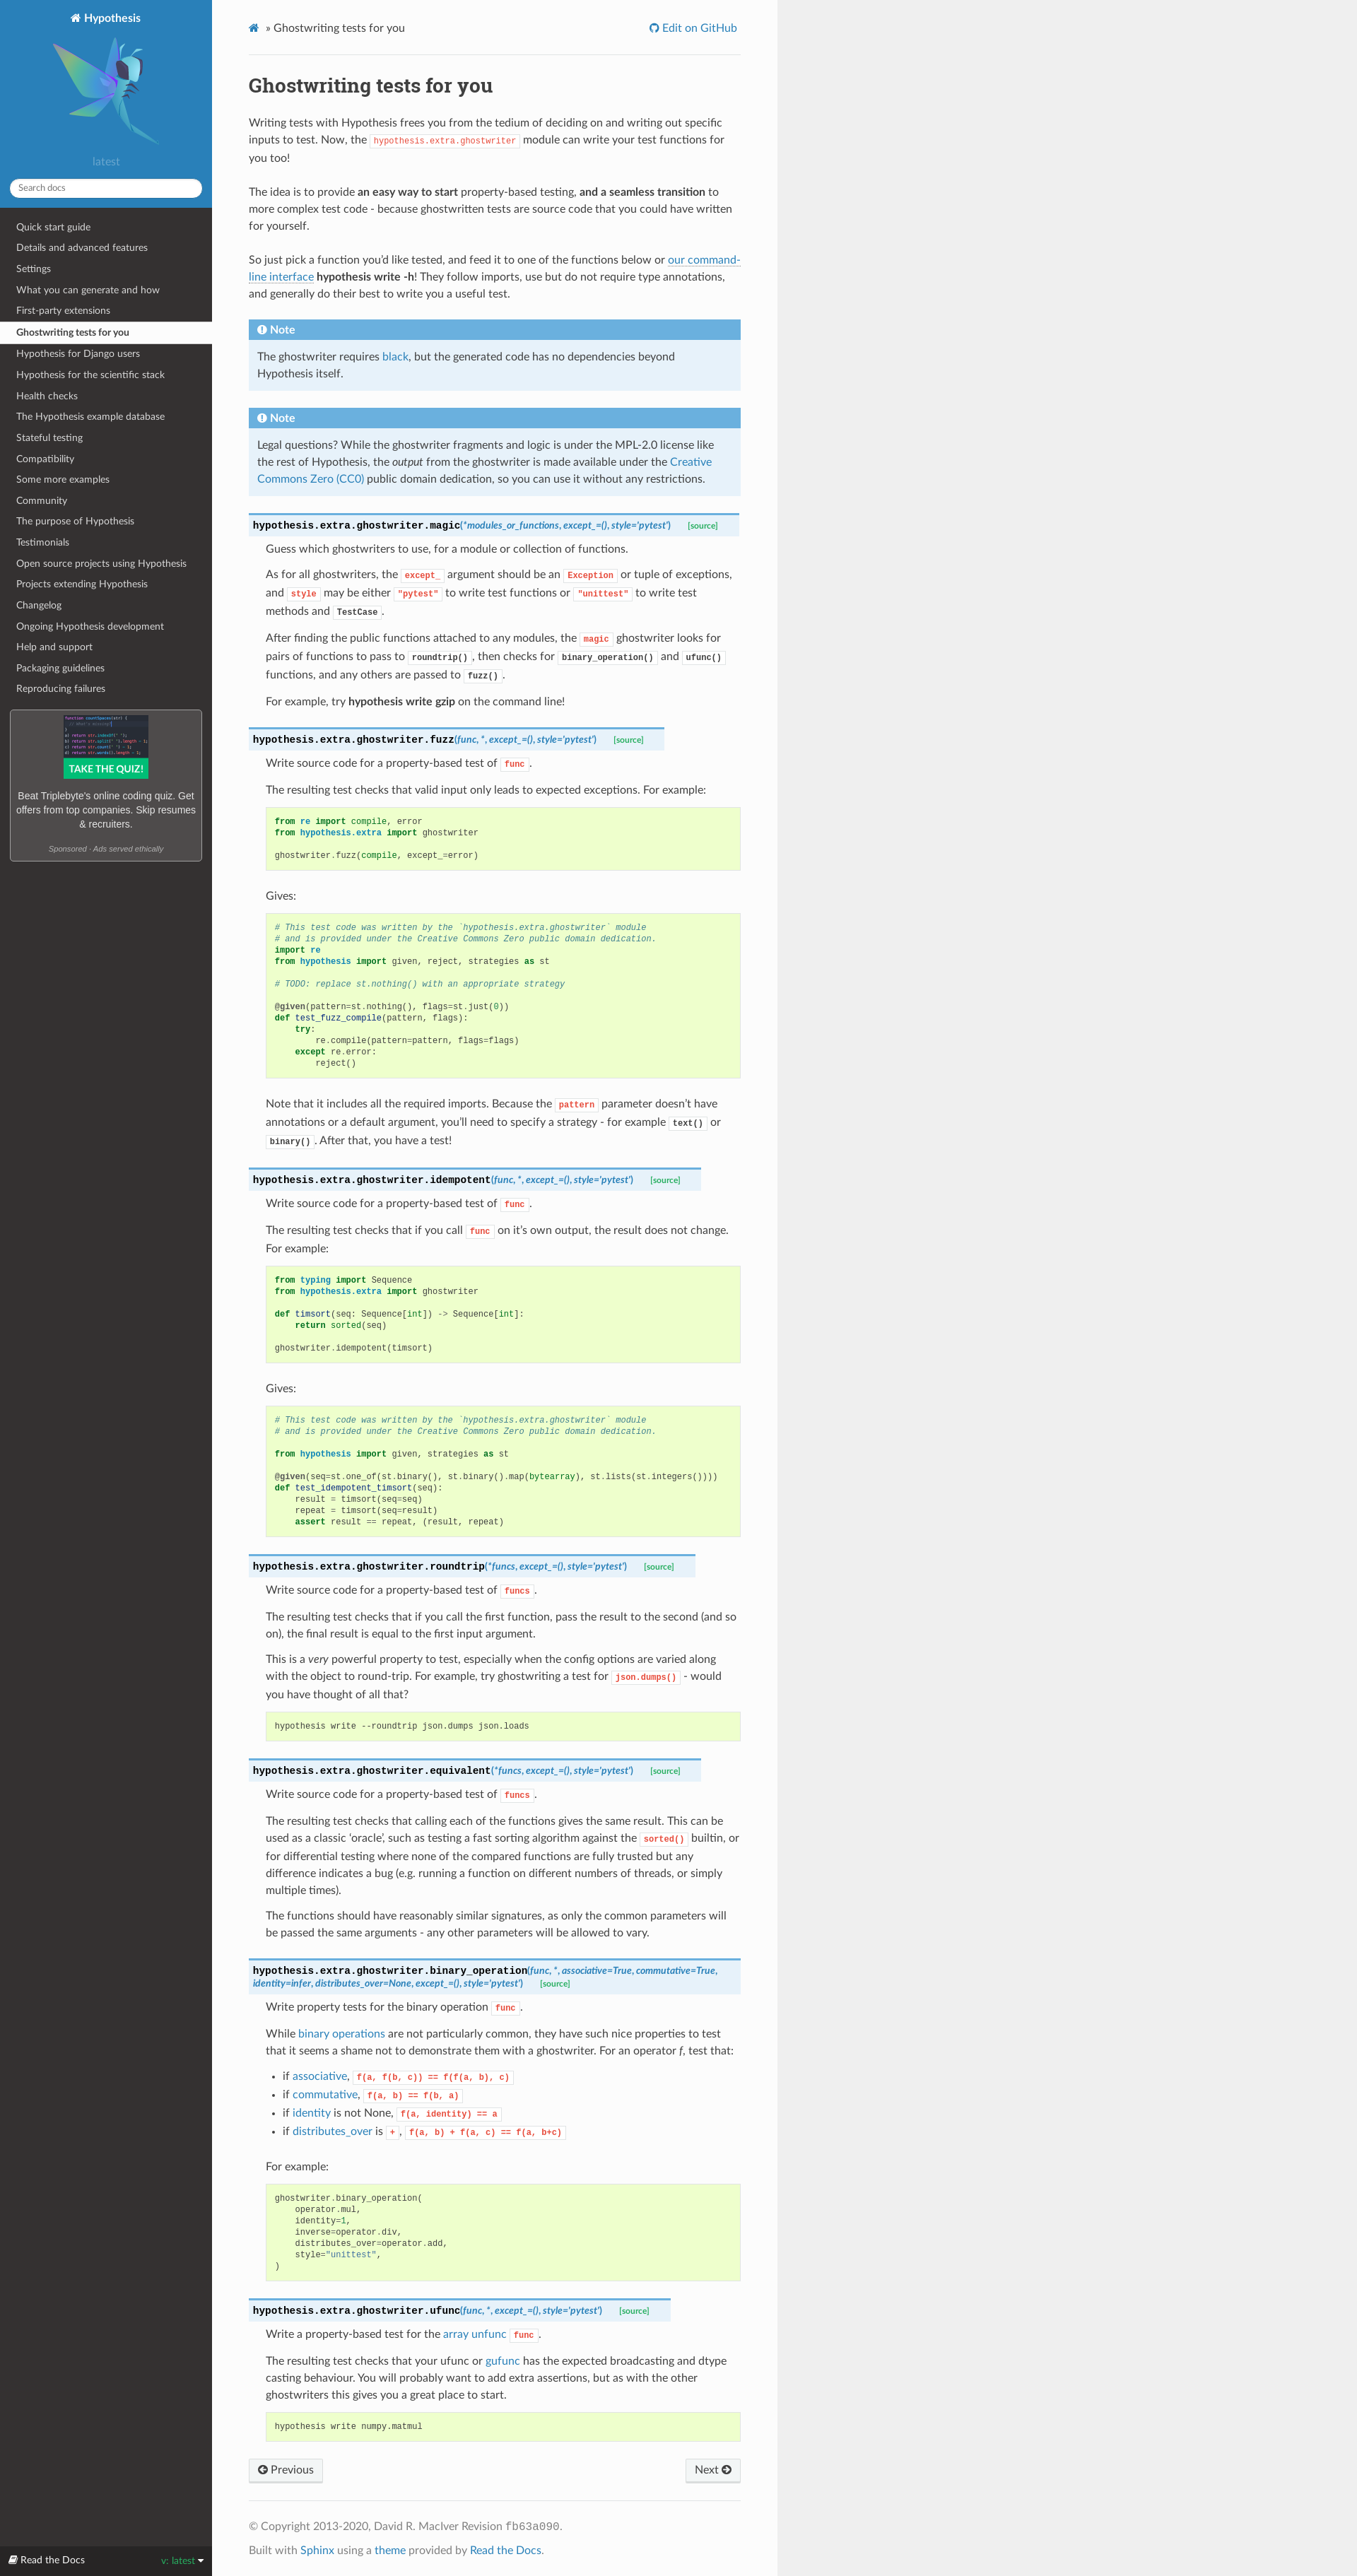 Hypothesis
latest
Search docs
Quick start guide
Details and advanced features
Settings
What you can generate and how
First-party extensions
Ghostwriting tests for you
Hypothesis for Django users
Hypothesis for the scientific stack
Health checks
The Hypothesis example database
Stateful testing
Compatibility
Some more examples
Community
The purpose of Hypothesis
Testimonials
Open source projects using Hypothesis
Projects extending Hypothesis
Changelog
Ongoing Hypothesis development
Help and support
Packaging guidelines
Reproducing failures
TAKE THE QUIZ!
Beat Triplebyte's online coding quiz. Get
offers from top companies. Skip resumes
& recruiters.
Sponsored · Ads served ethically
Read the Docs v: latest
» Ghostwriting tests for you
Edit on GitHub
Ghostwriting tests for you
Writing tests with Hypothesis frees you from the tedium of deciding on and writing out specific
inputs to test. Now, the hypothesis.extra.ghostwriter module can write your test functions for
you too!
The idea is to provide an easy way to start property-based testing, and a seamless transition to
more complex test code - because ghostwritten tests are source code that you could have written
for yourself.
So just pick a function you’d like tested, and feed it to one of the functions below or our command-
line interface hypothesis write -h! They follow imports, use but do not require type annotations,
and generally do their best to write you a useful test.
Note
The ghostwriter requires black, but the generated code has no dependencies beyond
Hypothesis itself.
Note
Legal questions? While the ghostwriter fragments and logic is under the MPL-2.0 license like
the rest of Hypothesis, the output from the ghostwriter is made available under the Creative
Commons Zero (CC0) public domain dedication, so you can use it without any restrictions.
hypothesis.extra.ghostwriter.magic(*modules_or_functions, except_=(), style='pytest') [source]
Guess which ghostwriters to use, for a module or collection of functions.
As for all ghostwriters, the except_ argument should be an Exception or tuple of exceptions,
and style may be either "pytest" to write test functions or "unittest" to write test
methods and TestCase.
After finding the public functions attached to any modules, the magic ghostwriter looks for
pairs of functions to pass to roundtrip(), then checks for binary_operation() and ufunc()
functions, and any others are passed to fuzz().
For example, try hypothesis write gzip on the command line!
hypothesis.extra.ghostwriter.fuzz(func, *, except_=(), style='pytest') [source]
Write source code for a property-based test of func.
The resulting test checks that valid input only leads to expected exceptions. For example:
from re import compile, error
from hypothesis.extra import ghostwriter
ghostwriter.fuzz(compile, except_=error)
Gives:
# This test code was written by the `hypothesis.extra.ghostwriter` module
# and is provided under the Creative Commons Zero public domain dedication.
import re
from hypothesis import given, reject, strategies as st
# TODO: replace st.nothing() with an appropriate strategy
@given(pattern=st.nothing(), flags=st.just(0))
def test_fuzz_compile(pattern, flags):
try:
re.compile(pattern=pattern, flags=flags)
except re.error:
reject()
Note that it includes all the required imports. Because the pattern parameter doesn’t have
annotations or a default argument, you’ll need to specify a strategy - for example text() or
binary(). After that, you have a test!
hypothesis.extra.ghostwriter.idempotent(func, *, except_=(), style='pytest') [source]
Write source code for a property-based test of func.
The resulting test checks that if you call func on it’s own output, the result does not change.
For example:
from typing import Sequence
from hypothesis.extra import ghostwriter
def timsort(seq: Sequence[int]) -> Sequence[int]:
return sorted(seq)
ghostwriter.idempotent(timsort)
Gives:
# This test code was written by the `hypothesis.extra.ghostwriter` module
# and is provided under the Creative Commons Zero public domain dedication.
from hypothesis import given, strategies as st
@given(seq=st.one_of(st.binary(), st.binary().map(bytearray), st.lists(st.integers())))
def test_idempotent_timsort(seq):
result = timsort(seq=seq)
repeat = timsort(seq=result)
assert result == repeat, (result, repeat)
hypothesis.extra.ghostwriter.roundtrip(*funcs, except_=(), style='pytest') [source]
Write source code for a property-based test of funcs.
The resulting test checks that if you call the first function, pass the result to the second (and so
on), the final result is equal to the first input argument.
This is a very powerful property to test, especially when the config options are varied along
with the object to round-trip. For example, try ghostwriting a test for json.dumps() - would
you have thought of all that?
hypothesis write --roundtrip json.dumps json.loads
hypothesis.extra.ghostwriter.equivalent(*funcs, except_=(), style='pytest') [source]
Write source code for a property-based test of funcs.
The resulting test checks that calling each of the functions gives the same result. This can be
used as a classic ‘oracle’, such as testing a fast sorting algorithm against the sorted() builtin, or
for differential testing where none of the compared functions are fully trusted but any
difference indicates a bug (e.g. running a function on different numbers of threads, or simply
multiple times).
The functions should have reasonably similar signatures, as only the common parameters will
be passed the same arguments - any other parameters will be allowed to vary.
hypothesis.extra.ghostwriter.binary_operation(func, *, associative=True, commutative=True,
identity=infer, distributes_over=None, except_=(), style='pytest') [source]
Write property tests for the binary operation func.
While binary operations are not particularly common, they have such nice properties to test
that it seems a shame not to demonstrate them with a ghostwriter. For an operator f, test that:
• if associative, f(a, f(b, c)) == f(f(a, b), c)
• if commutative, f(a, b) == f(b, a)
• if identity is not None, f(a, identity) == a
• if distributes_over is +, f(a, b) + f(a, c) == f(a, b+c)
For example:
ghostwriter.binary_operation(
operator.mul,
identity=1,
inverse=operator.div,
distributes_over=operator.add,
style="unittest",
)
hypothesis.extra.ghostwriter.ufunc(func, *, except_=(), style='pytest') [source]
Write a property-based test for the array unfunc func.
The resulting test checks that your ufunc or gufunc has the expected broadcasting and dtype
casting behaviour. You will probably want to add extra assertions, but as with the other
ghostwriters this gives you a great place to start.
hypothesis write numpy.matmul
Previous
Next
© Copyright 2013-2020, David R. MacIver Revision fb63a090.
Built with Sphinx using a theme provided by Read the Docs.